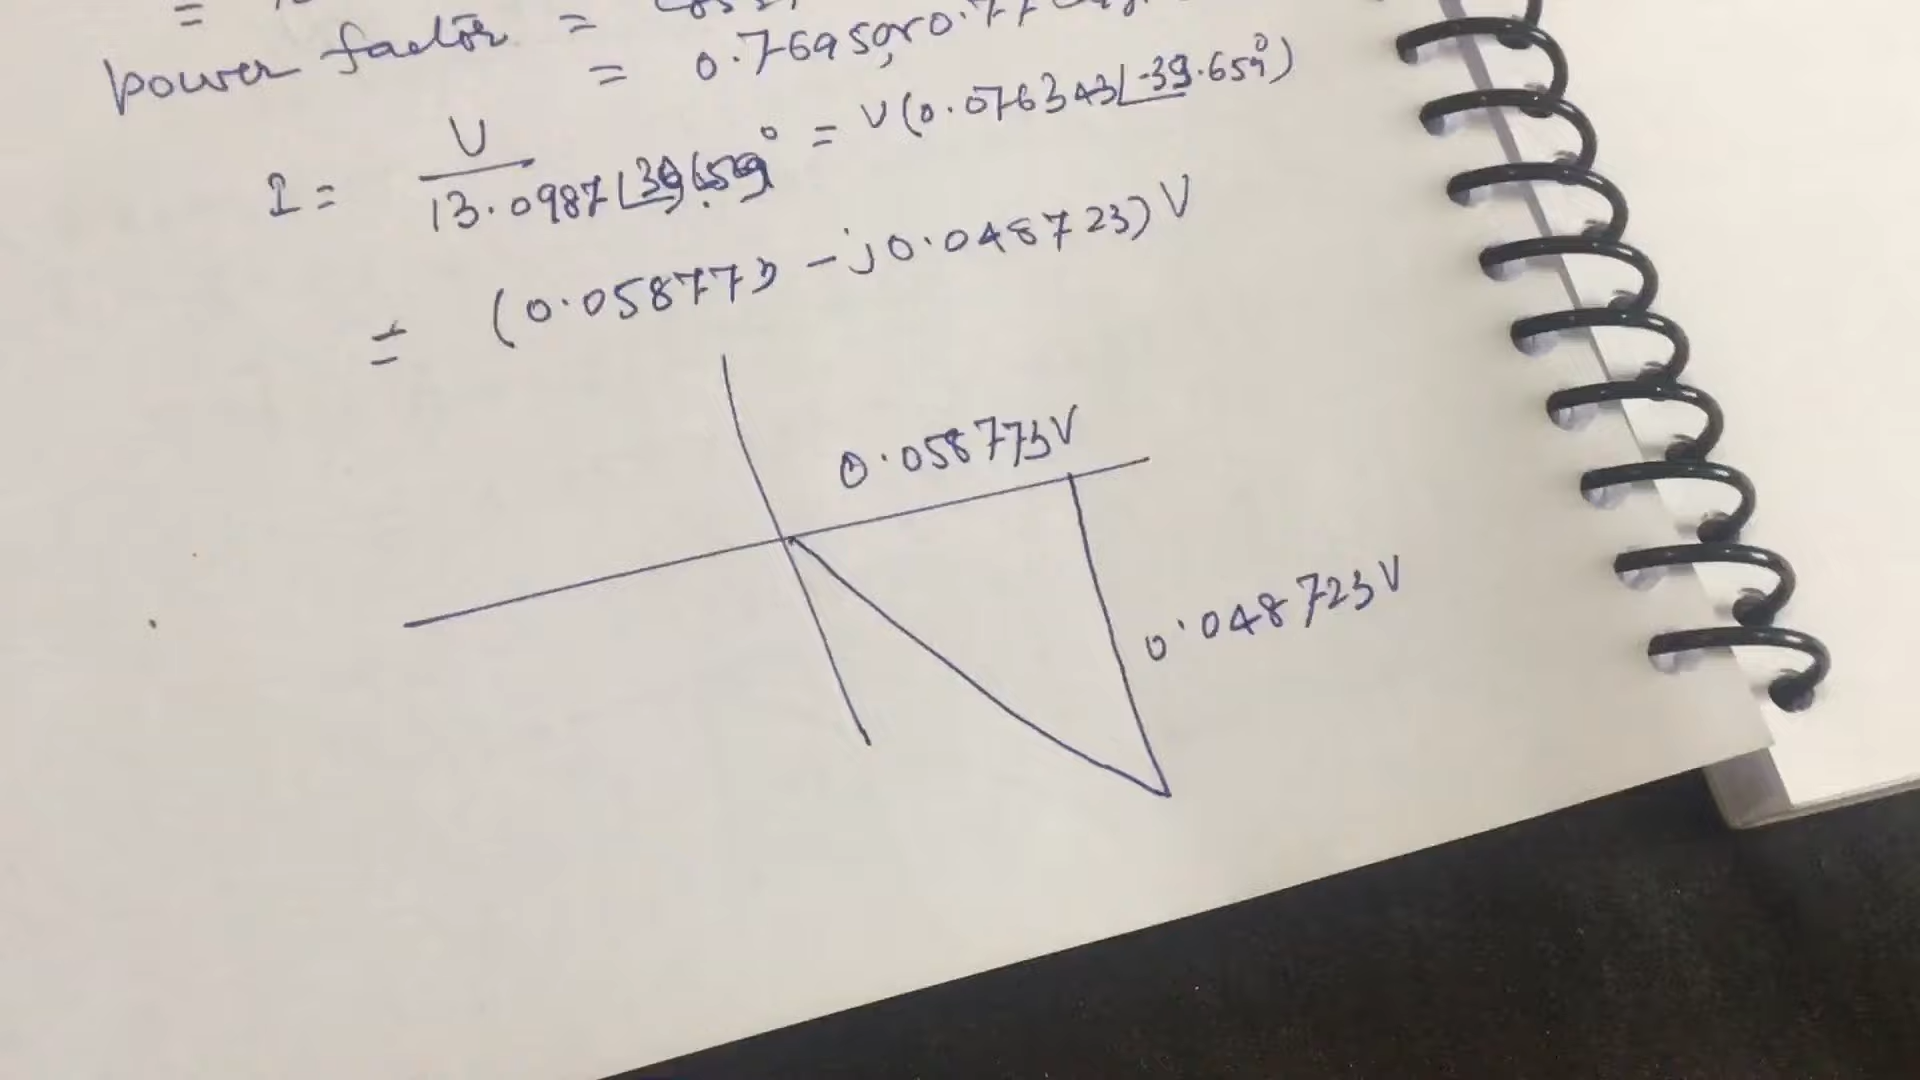 =
power factor =
= 0.7695 or 0.77
I = V / 13.0987∠39.659° = V(0.076343∠-39.659°)
= (0.058773 - j0.048723)V
0.058773V
0.048723V